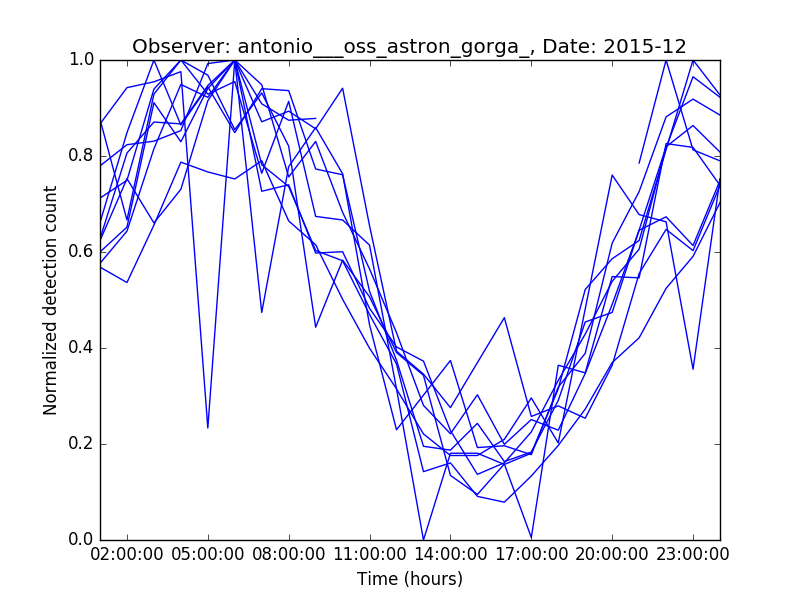 Observer: antonio___oss_astron_gorga_, Date: 2015-12
1.0
0.8
0.6
0.4
0.2
0.0
Normalized detection count
02:00:00 05:00:00 08:00:00 11:00:00 14:00:00 17:00:00 20:00:00 23:00:00
Time (hours)